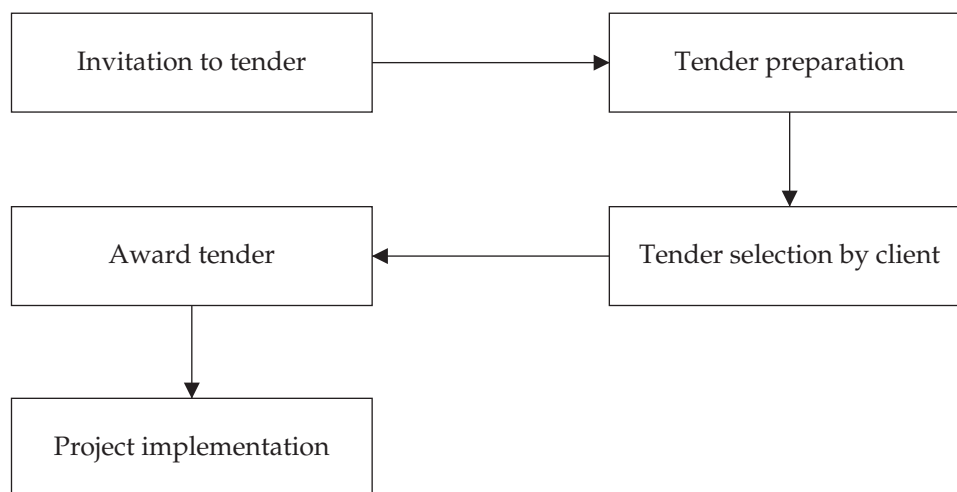 Invitation to tender
Tender preparation
Tender selection by client
Award tender
Project implementation